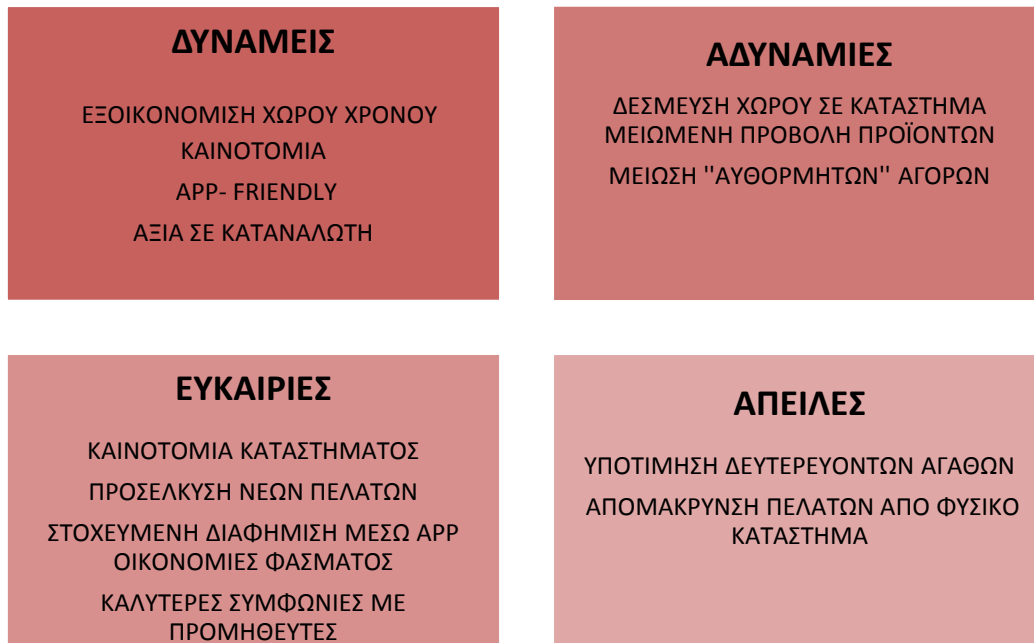 ΔΥΝΑΜΕΙΣ
ΕΞΟΙΚΟΝΟΜΙΣΗ ΧΩΡΟΥ ΧΡΟΝΟΥ
ΚΑΙΝΟΤΟΜΙΑ
APP- FRIENDLY
ΑΞΙΑ ΣΕ ΚΑΤΑΝΑΛΩΤΗ
ΑΔΥΝΑΜΙΕΣ
ΔΕΣΜΕΥΣΗ ΧΩΡΟΥ ΣΕ ΚΑΤΑΣΤΗΜΑ
ΜΕΙΩΜΕΝΗ ΠΡΟΒΟΛΗ ΠΡΟΪΟΝΤΩΝ
ΜΕΙΩΣΗ "ΑΥΘΟΡΜΗΤΩΝ" ΑΓΟΡΩΝ
ΕΥΚΑΙΡΙΕΣ
ΚΑΙΝΟΤΟΜΙΑ ΚΑΤΑΣΤΗΜΑΤΟΣ
ΠΡΟΣΕΛΚΥΣΗ ΝΕΩΝ ΠΕΛΑΤΩΝ
ΣΤΟΧΕΥΜΕΝΗ ΔΙΑΦΗΜΙΣΗ ΜΕΣΩ APP
ΟΙΚΟΝΟΜΙΕΣ ΦΑΣΜΑΤΟΣ
ΚΑΛΥΤΕΡΕΣ ΣΥΜΦΩΝΙΕΣ ΜΕ
ΠΡΟΜΗΘΕΥΤΕΣ
ΑΠΕΙΛΕΣ
ΥΠΟΤΙΜΗΣΗ ΔΕΥΤΕΡΕΥΟΝΤΩΝ ΑΓΑΘΩΝ
ΑΠΟΜΑΚΡΥΝΣΗ ΠΕΛΑΤΩΝ ΑΠΟ ΦΥΣΙΚΟ
ΚΑΤΑΣΤΗΜΑ